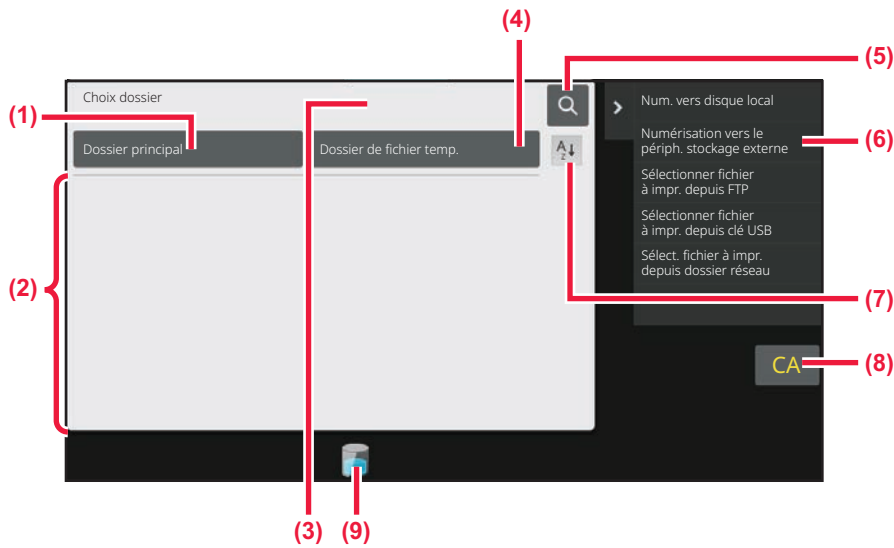 (4)
(5)
Choix dossier
Num. vers disque local
(1)
Dossier principal
Dossier de fichier temp.
A
Z
Numérisation vers le
périph. stockage externe
(6)
Sélectionner fichier
à impr. depuis FTP
Sélectionner fichier
à impr. depuis clé USB
Sélect. fichier à impr.
depuis dossier réseau
(2)
(7)
CA
(8)
(3)
(9)